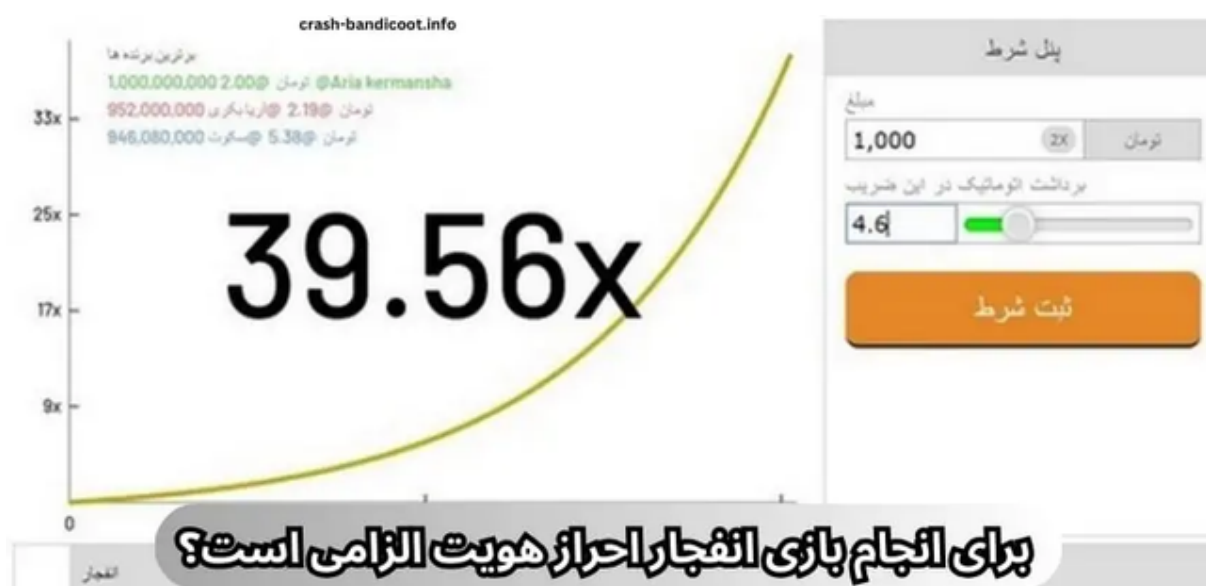 crash-bandicoot.info
برترین برنده ها
1,000,000,000 تومان @2.00 @Aria kermansha
952,000,000 تومان @2.19 @آریا بکری
946,080,000 تومان @5.38 @سکوت
33x
25x
17x
9x
0
39.56x
پنل شرط
مبلغ
1,000 2X تومان
برداشت اتوماتیک در این ضریب
4.6
ثبت شرط
برای انجام بازی انفجار احراز هویت الزامی است؟
انفجار